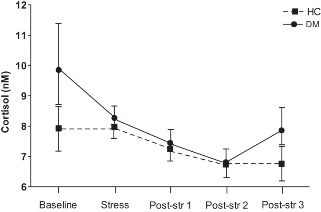 12
11
10
9
8
7
6
Cortisol (nM)
HC
DM
Baseline Stress Post-str 1 Post-str 2 Post-str 3